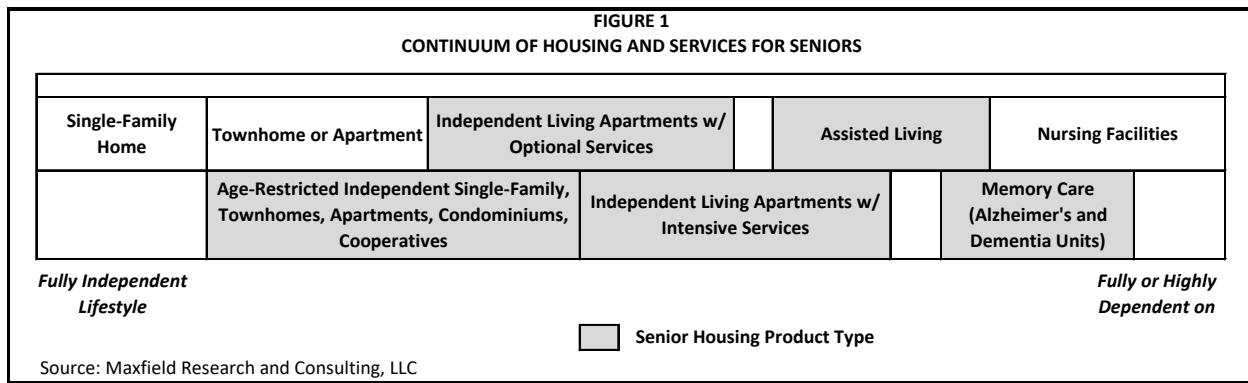 FIGURE 1
CONTINUUM OF HOUSING AND SERVICES FOR SENIORS
Single-Family
Home
Townhome or Apartment
Independent Living Apartments w/
Optional Services
Assisted Living
Nursing Facilities
Age-Restricted Independent Single-Family,
Townhomes, Apartments, Condominiums,
Cooperatives
Independent Living Apartments w/
Intensive Services
Memory Care
(Alzheimer's and
Dementia Units)
Fully Independent
Lifestyle
Fully or Highly
Dependent on
Senior Housing Product Type
Source: Maxfield Research and Consulting, LLC